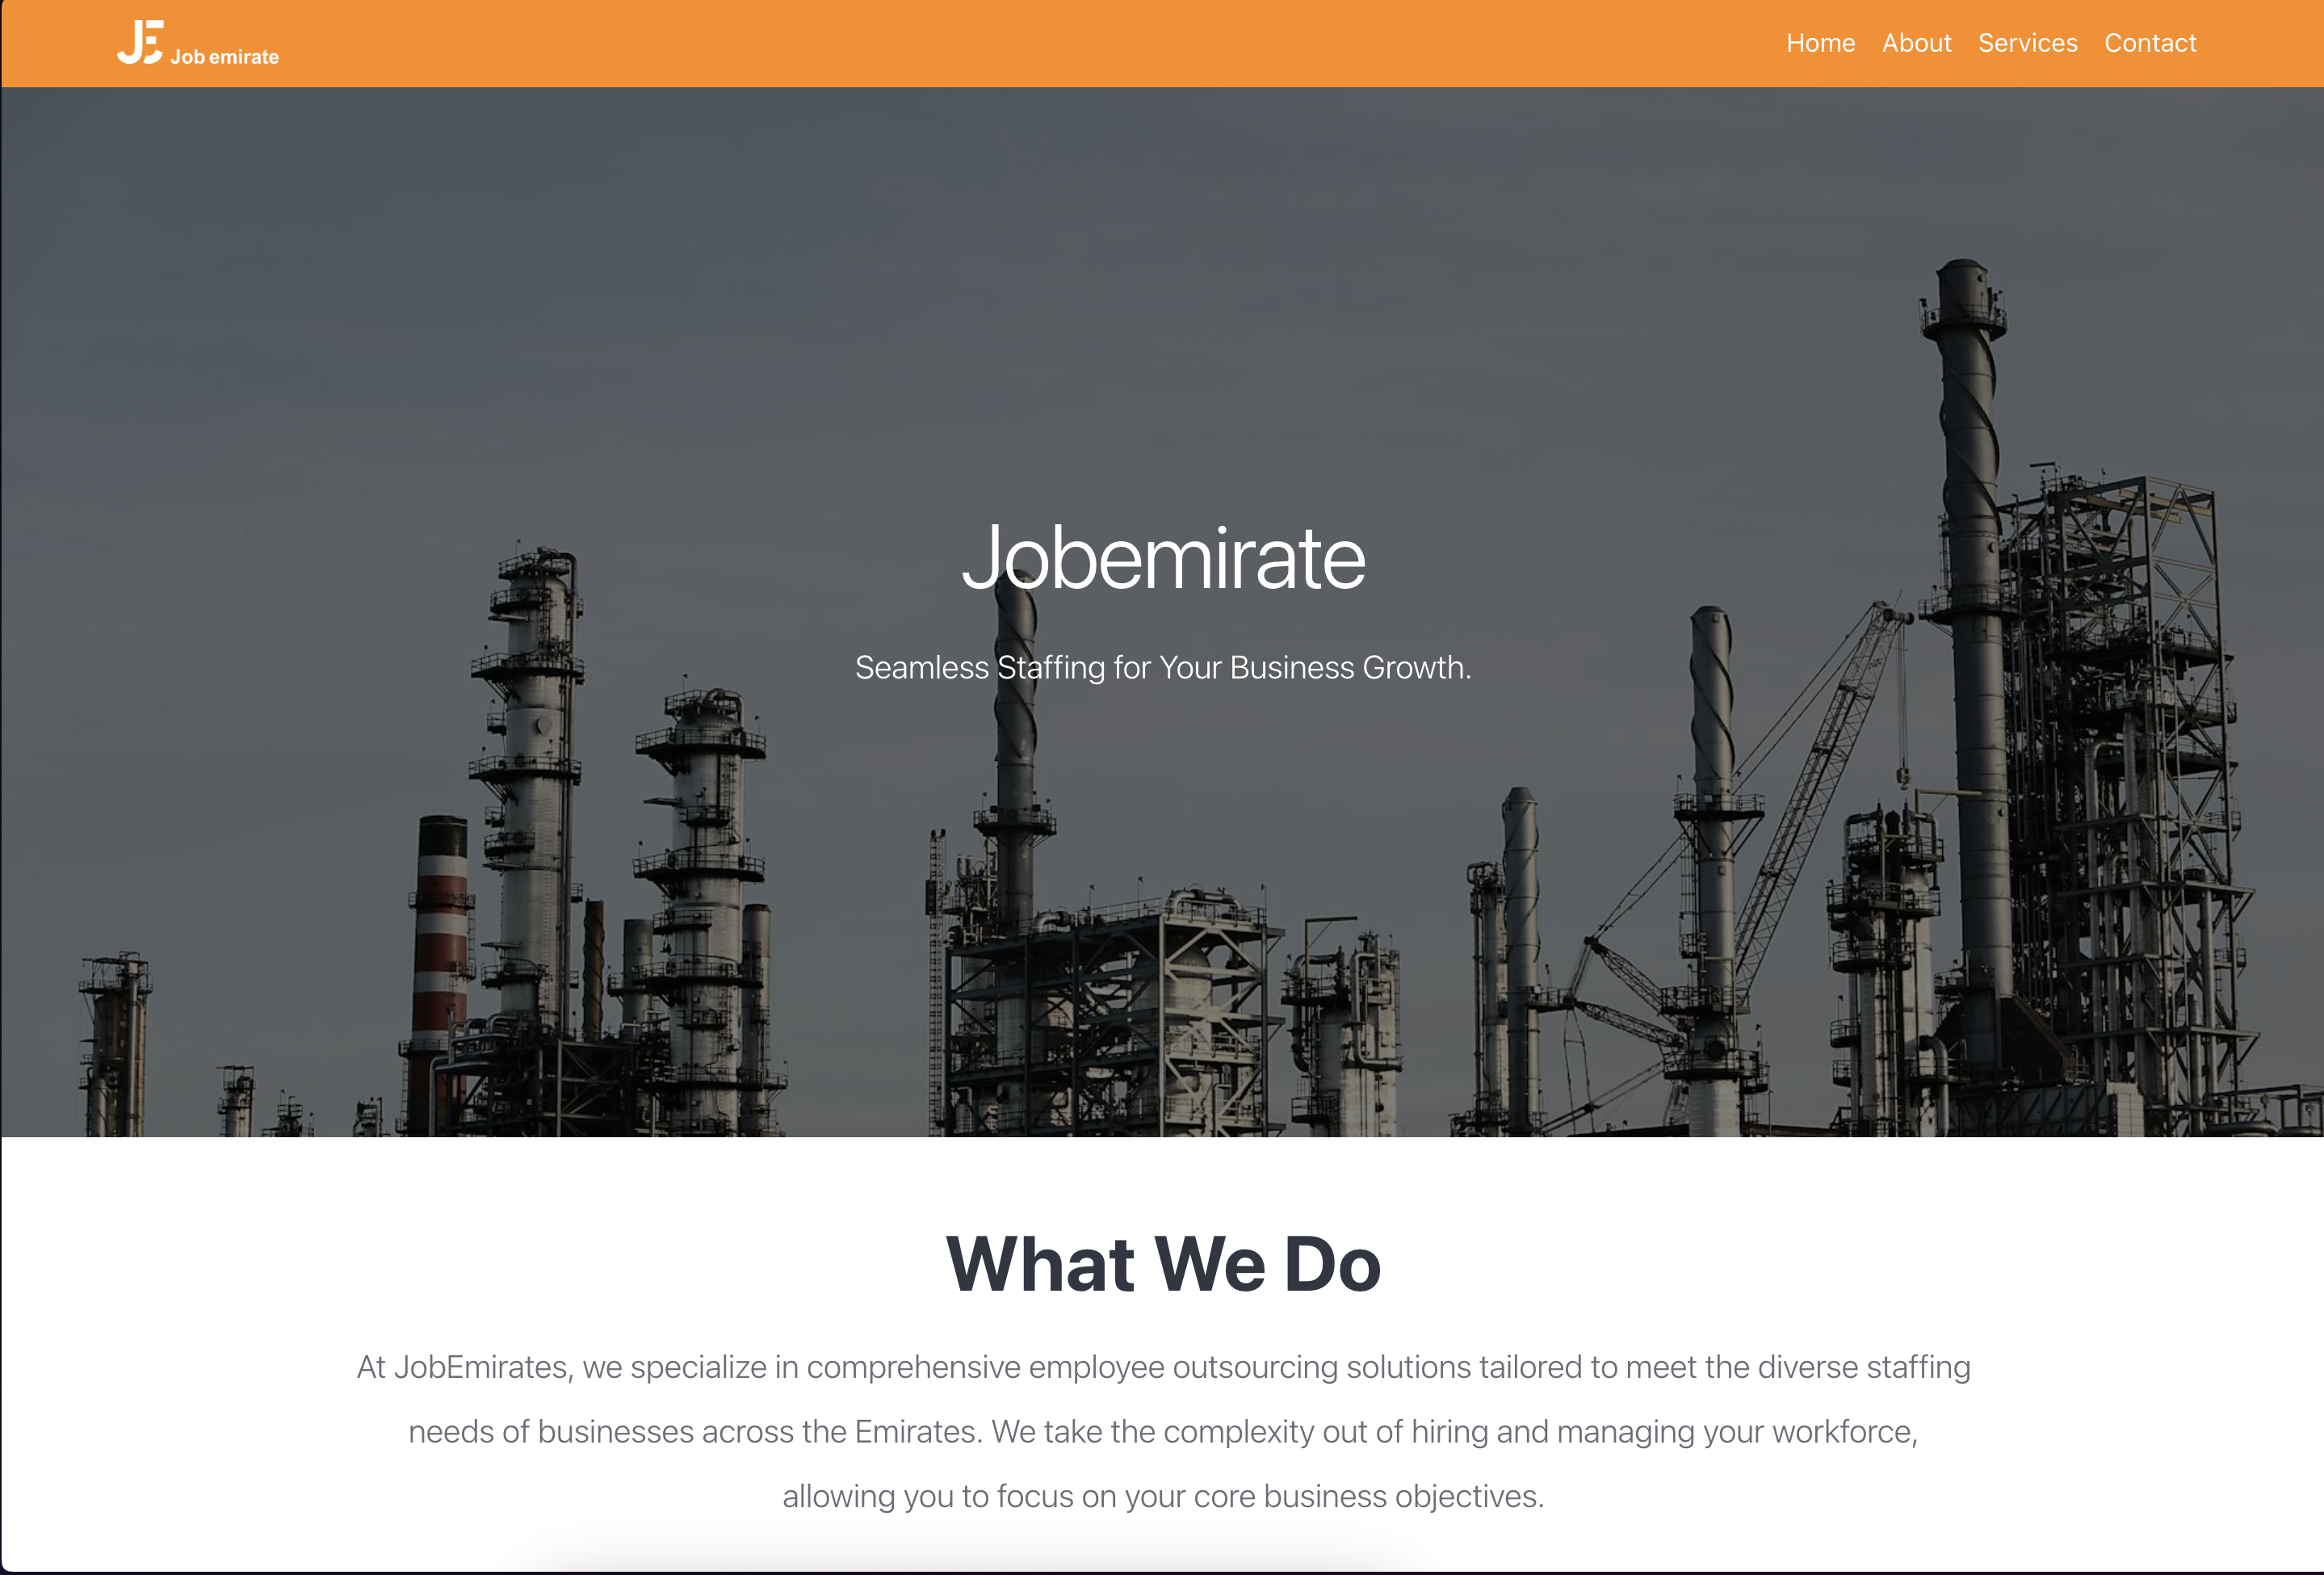 JE Job emirate
Home About Services Contact
Jobemirate
Seamless Staffing for Your Business Growth.
What We Do
At JobEmirates, we specialize in comprehensive employee outsourcing solutions tailored to meet the diverse staffing
needs of businesses across the Emirates. We take the complexity out of hiring and managing your workforce,
allowing you to focus on your core business objectives.